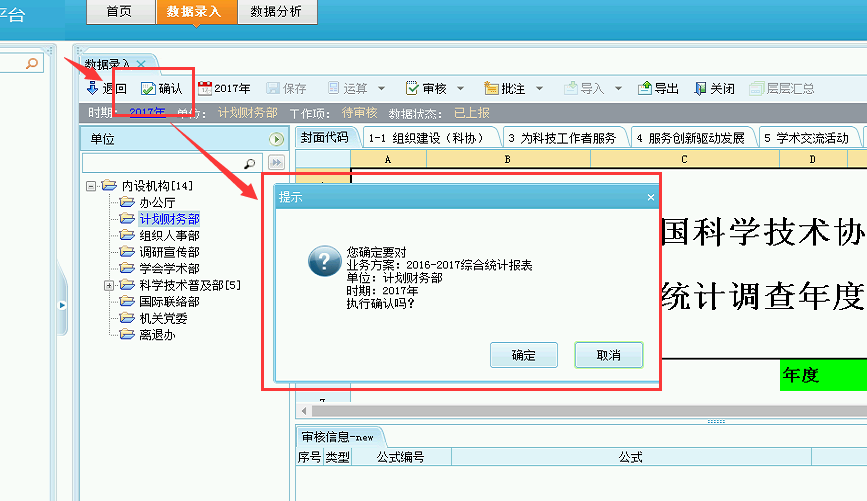 平台
首页 数据录入 数据分析
数据录入
退回 确认 2017年 保存 运算 审核 批注 导入 导出 关闭 层层汇总
时期: 2017年 单位: 计划财务部 工作项: 待审核 数据状态: 已上报
单位
封面代码 1-1 组织建设（科协） 3 为科技工作者服务 4 服务创新驱动发展 5 学术交流活动
A B C D
内设机构[14]
办公厅
计划财务部
组织人事部
调研宣传部
学会学术部
科学技术普及部[5]
国际联络部
机关党委
离退办
提示
您确定要对
业务方案：2016-2017综合统计报表
单位：计划财务部
时期：2017年
执行确认吗？
确定 取消
国科学技术协
统计调查年度
年度
7
审核信息-new
序号 类型 公式编号 公式